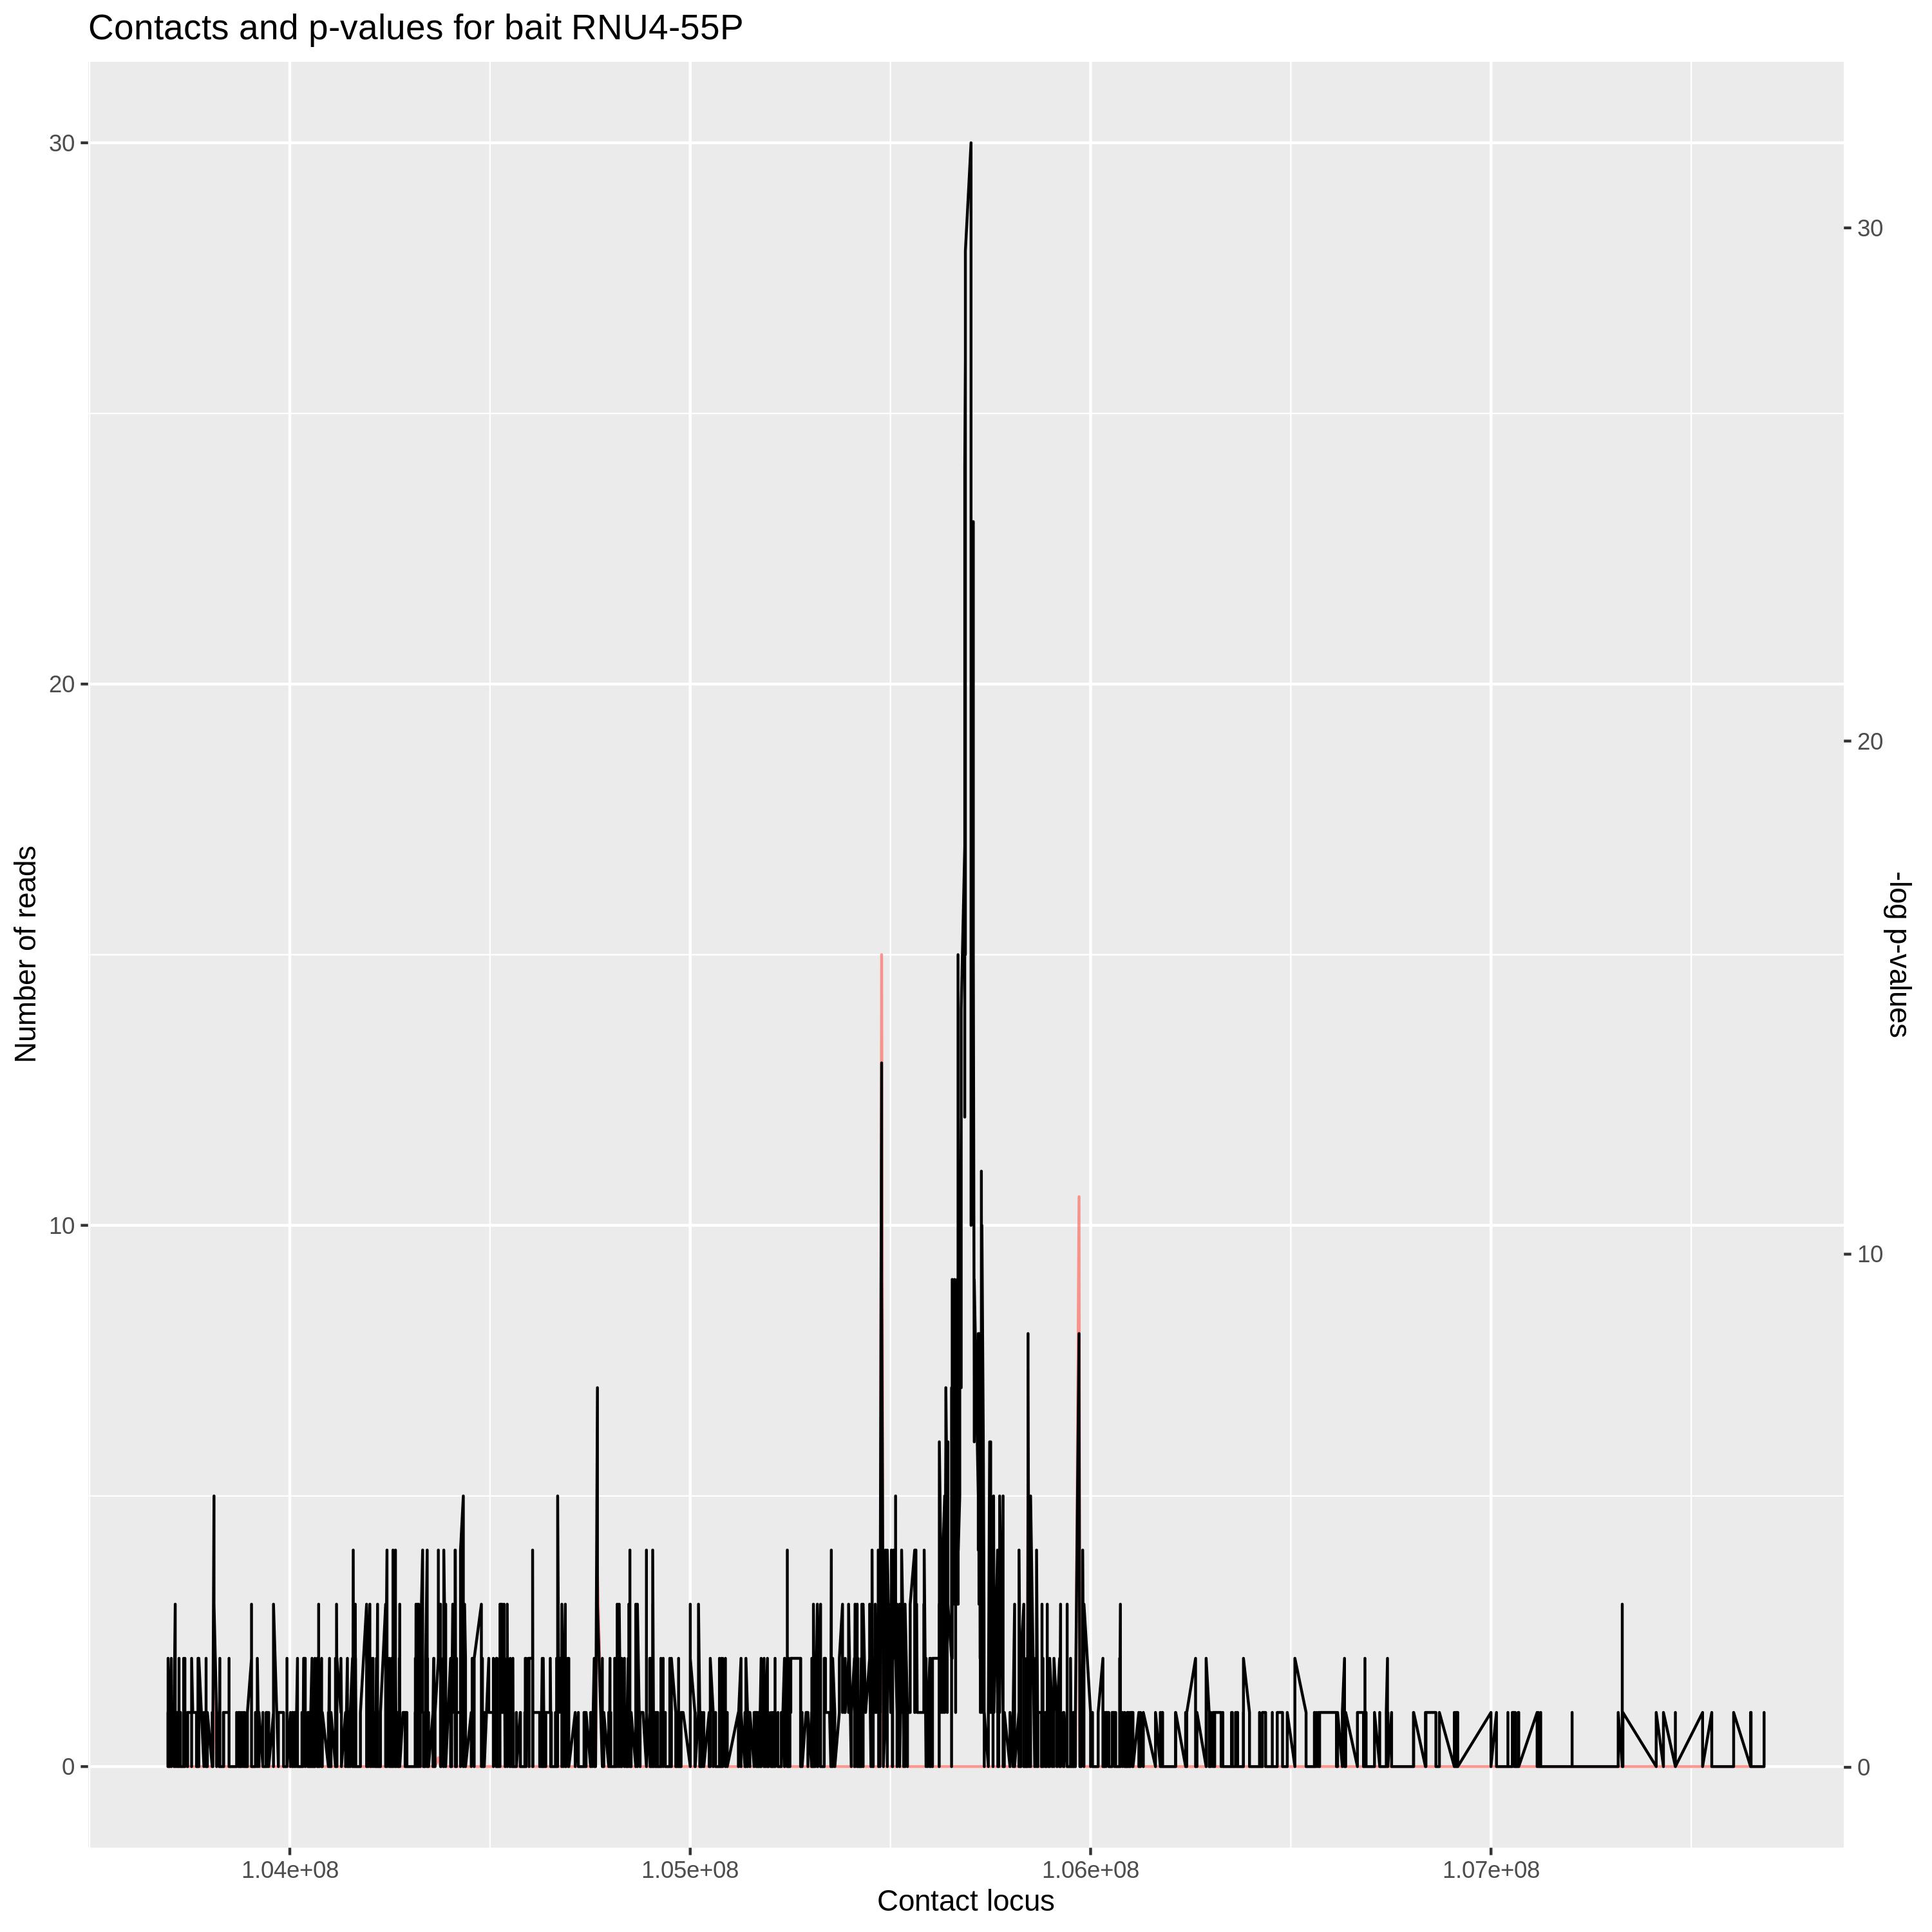 Contacts and p-values for bait RNU4-55P
30
20
10
0
30
20
10
0
Number of reads
-log p-values
1.04e+08
1.05e+08
1.06e+08
1.07e+08
Contact locus